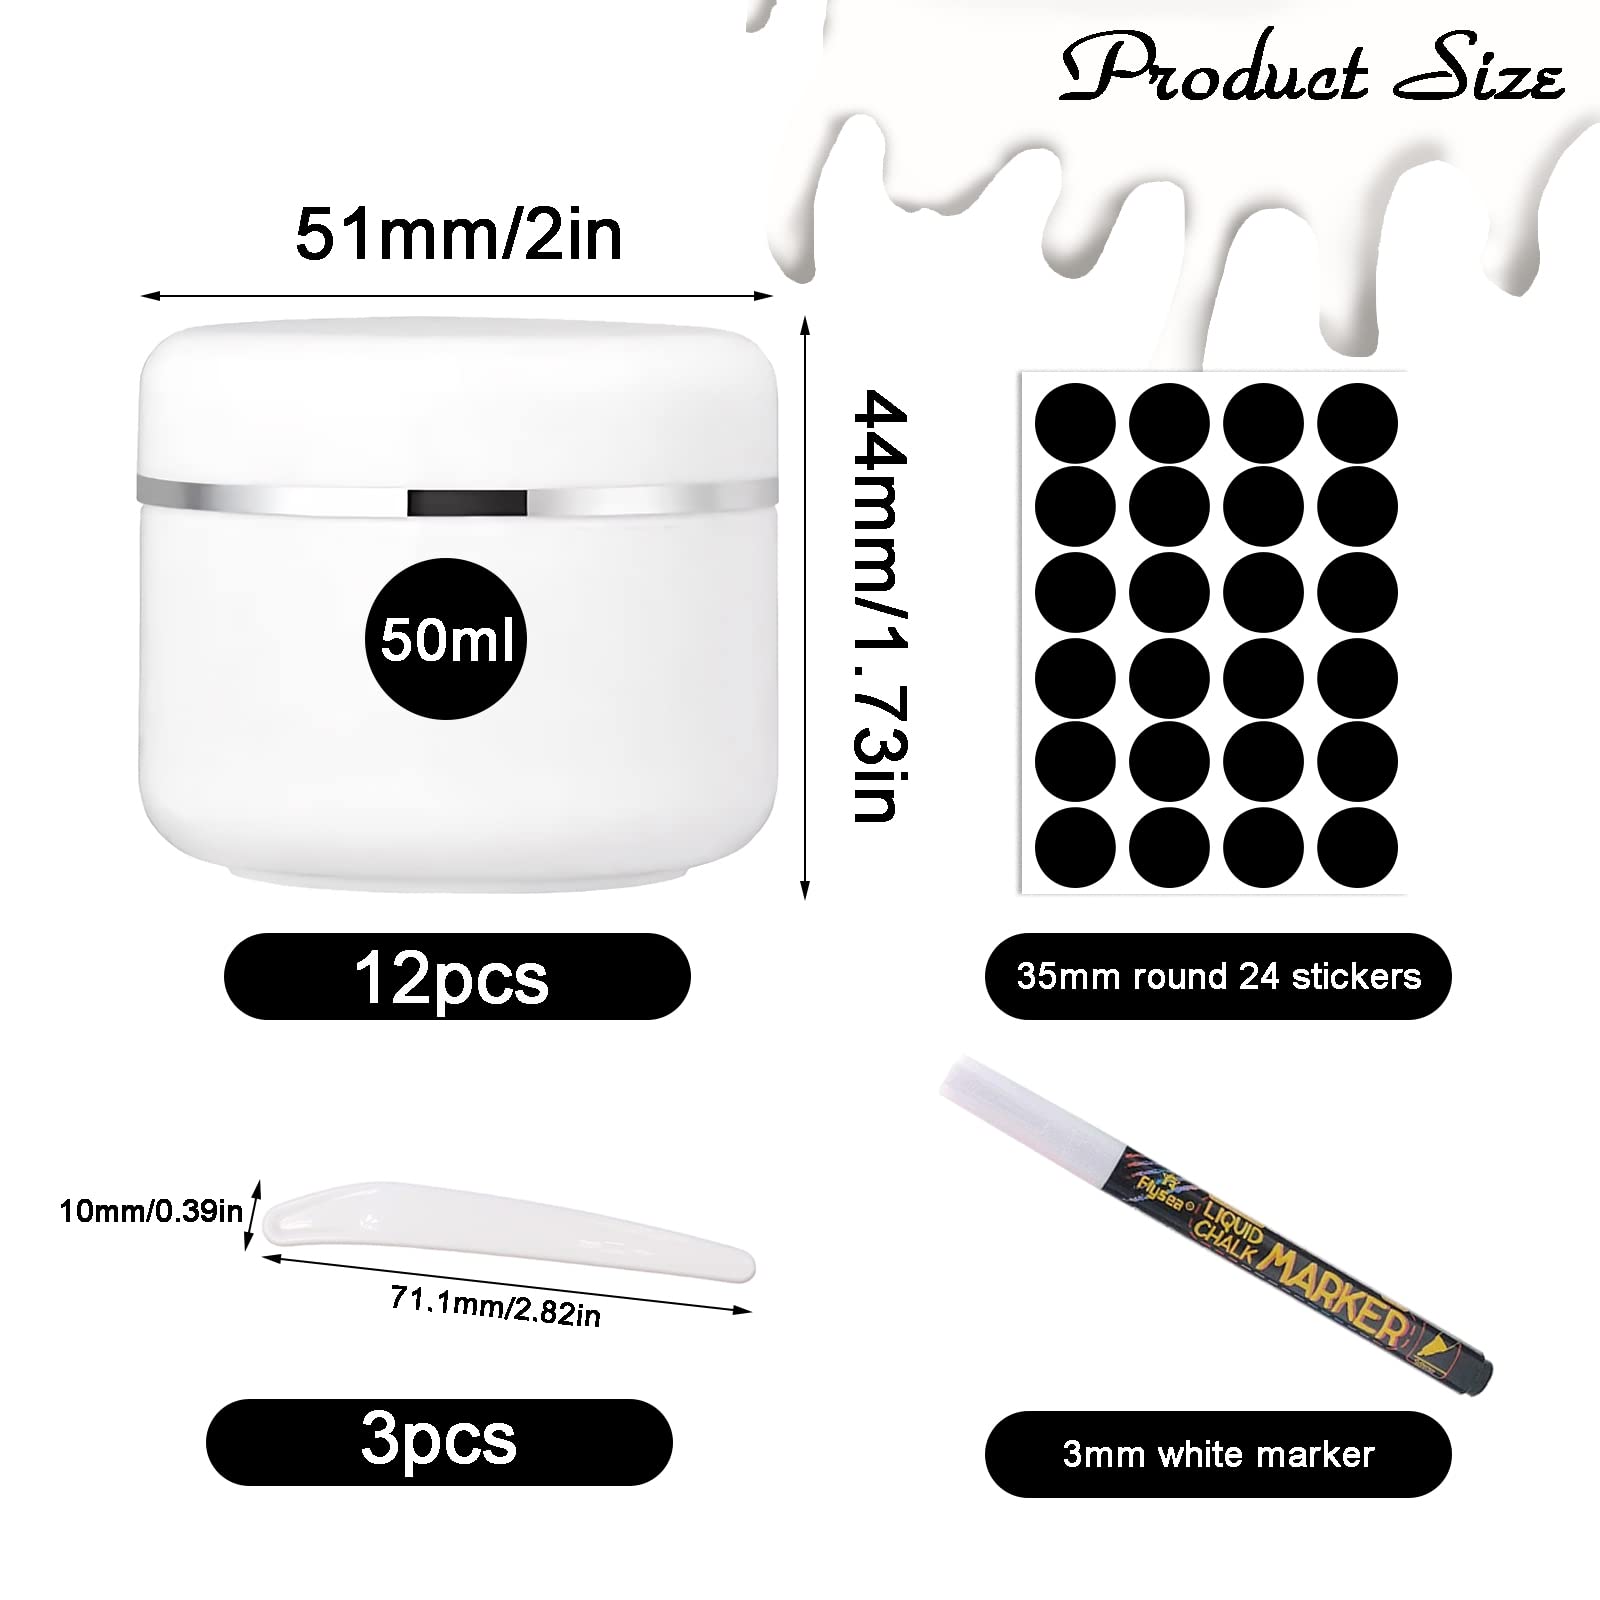 Product Size
51mm/2in
44mm/1.73in
50ml
12pcs
35mm round 24 stickers
10mm/0.39in
71.1mm/2.82in
Flysea
LIQUID
CHALK
MARKER
3pcs
3mm white marker